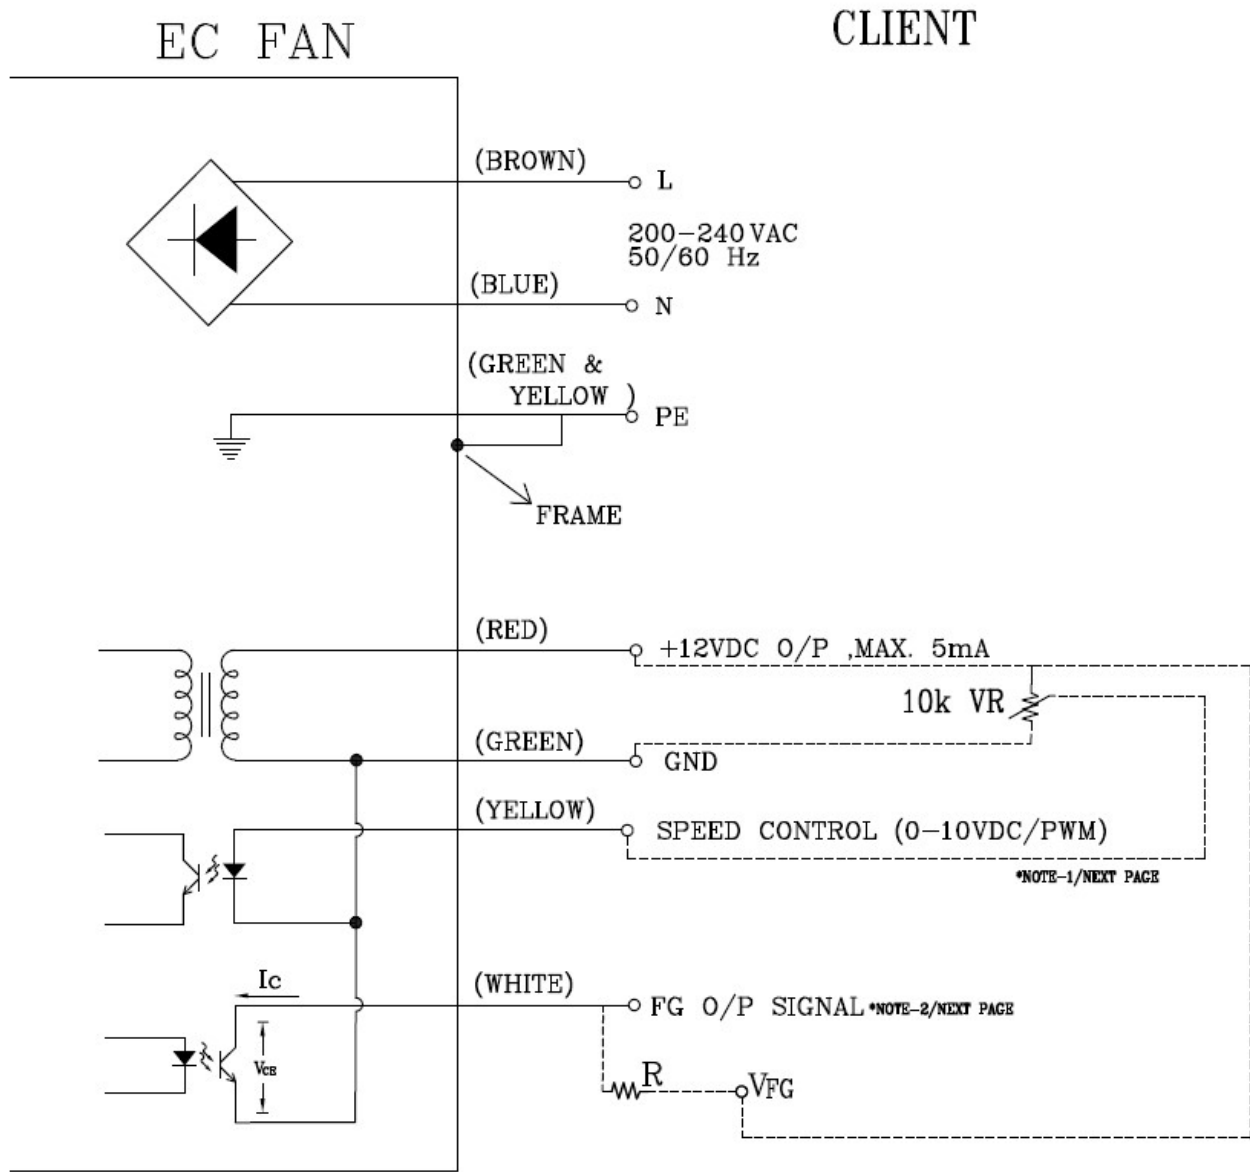 EC FAN
CLIENT
(BROWN)
L
200-240 VAC
50/60 Hz
(BLUE)
N
(GREEN &
YELLOW )
PE
FRAME
(RED)
+12VDC O/P ,MAX. 5mA
10k VR
(GREEN)
GND
(YELLOW)
SPEED CONTROL (0-10VDC/PWM)
*NOTE-1/NEXT PAGE
Ic
(WHITE)
FG O/P SIGNAL *NOTE-2/NEXT PAGE
VCE
R
VFG